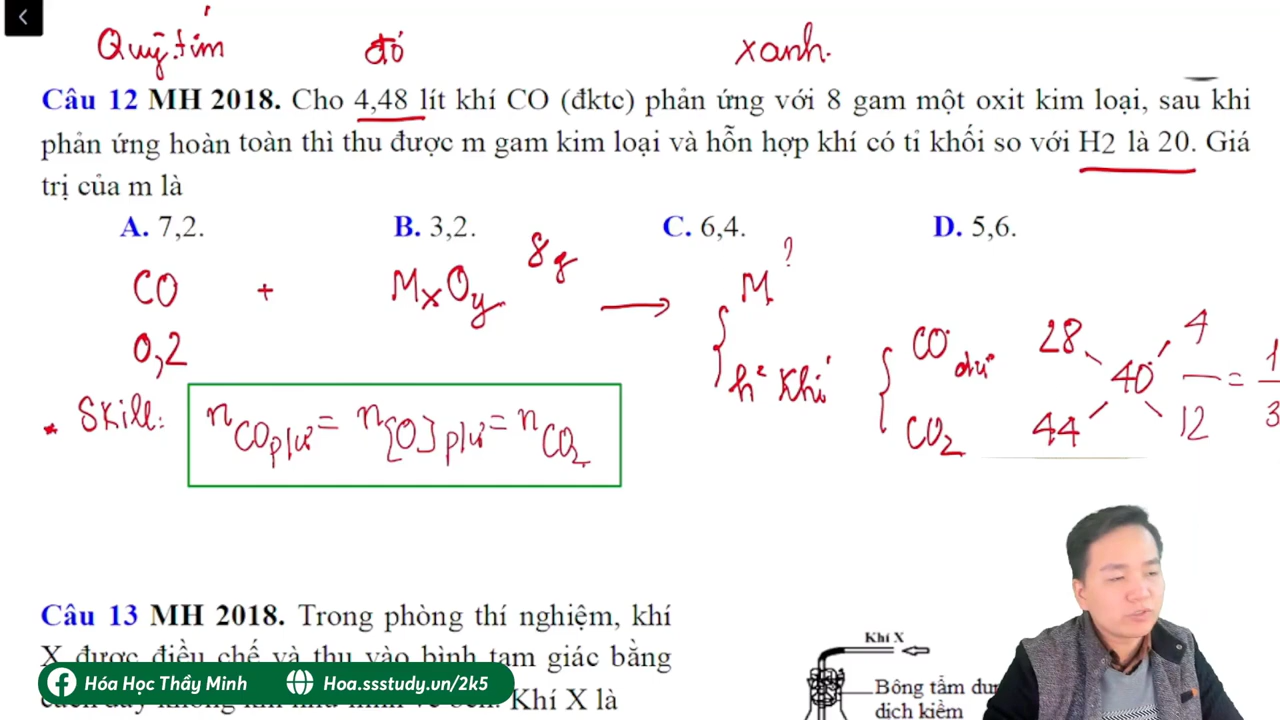 Quỳ tím đỏ xanh.
Câu 12 MH 2018. Cho 4,48 lít khí CO (đktc) phản ứng với 8 gam một oxit kim loại, sau khi
phản ứng hoàn toàn thì thu được m gam kim loại và hỗn hợp khí có tỉ khối so với H2 là 20. Giá
trị của m là
A. 7,2. B. 3,2. C. 6,4. D. 5,6.
8g
CO + MxOy → M ?
0,2
h² khí
CO dư 28 4
40 = 1/3
CO2 44 12
* Skill: nCO p/ư = n[O] p/ư = nCO2
Câu 13 MH 2018. Trong phòng thí nghiệm, khí
X được điều chế và thu vào bình tam giác bằng
Khí X là
Khí X
Bông tẩm dun
dịch kiềm
Hóa Học Thầy Minh
Hoa.ssstudy.vn/2k5